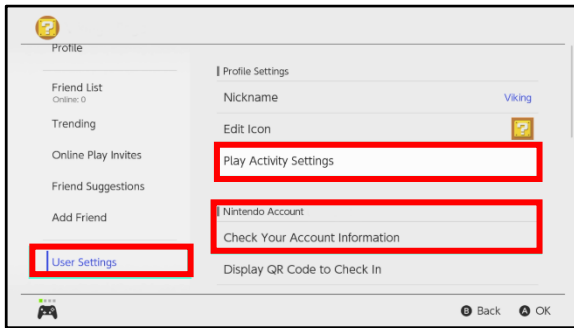 Profile
Friend List
Online: 0
Trending
Online Play Invites
Friend Suggestions
Add Friend
User Settings
Profile Settings
Nickname Viking
Edit Icon
Play Activity Settings
Nintendo Account
Check Your Account Information
Display QR Code to Check In
B Back A OK